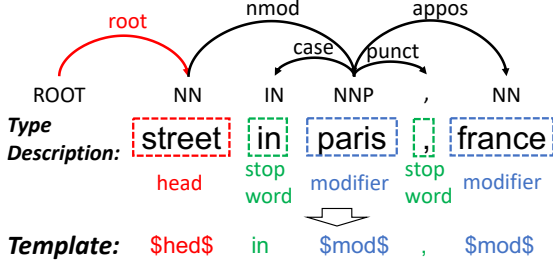 root nmod appos
case punct
ROOT NN IN NNP , NN
Type
Description: street in paris , france
head stop word modifier stop word modifier
Template: $hed$ in $mod$ , $mod$